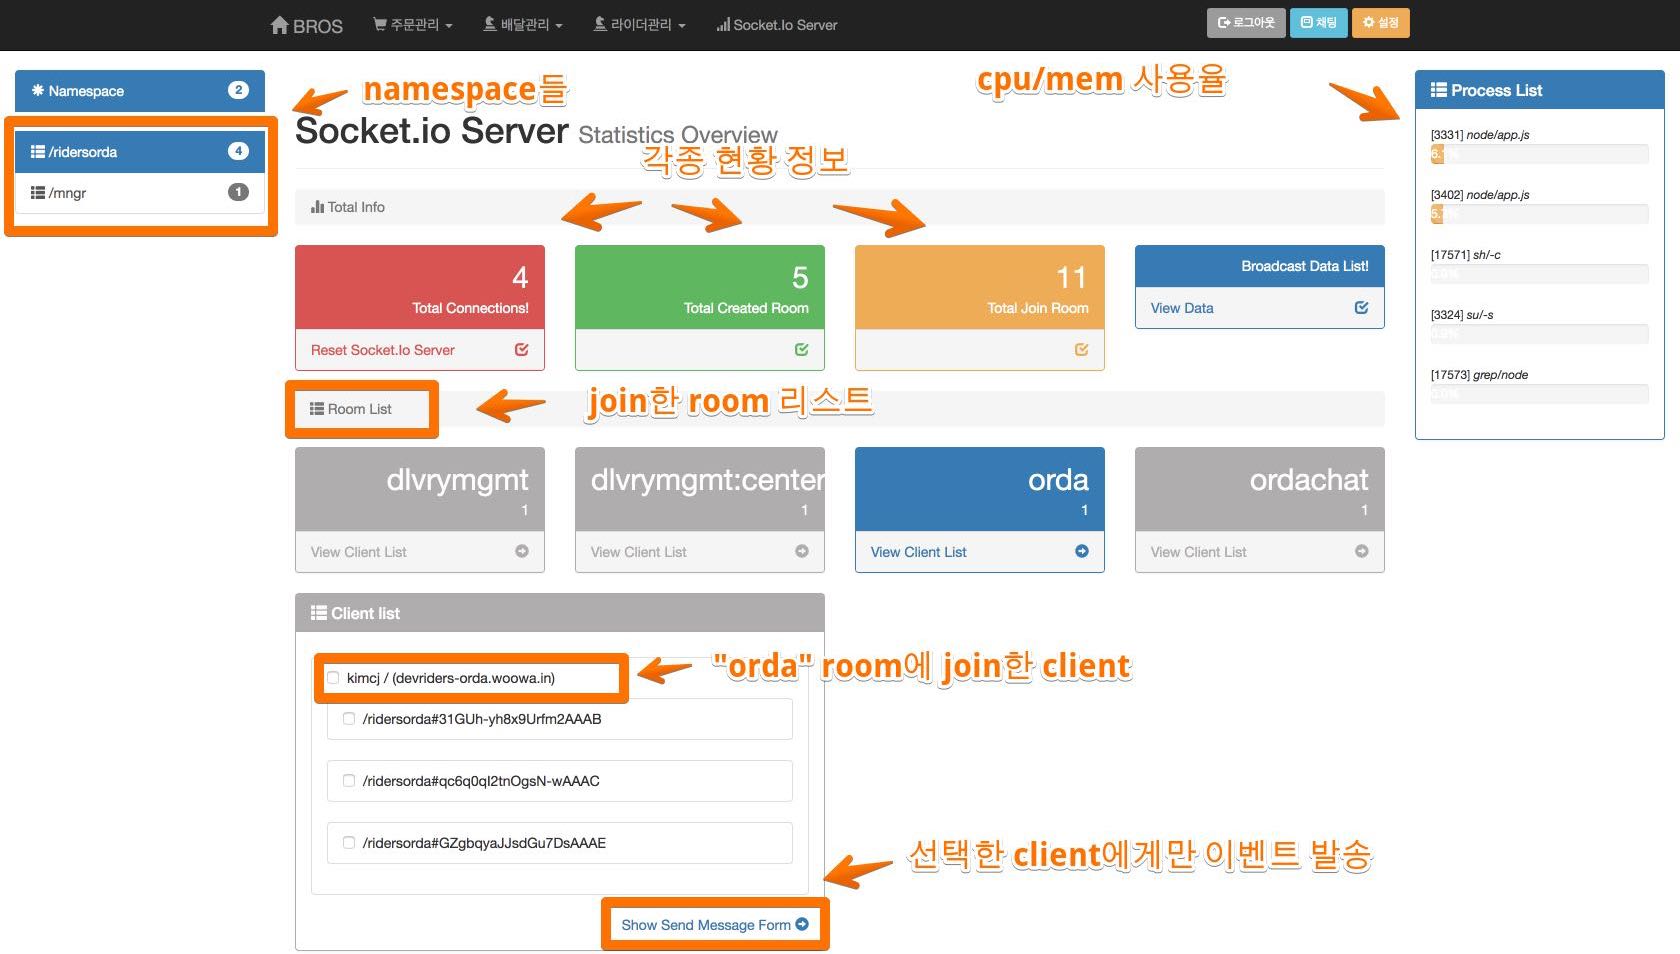 BROS 주문관리 배달관리 라이더관리 Socket.Io Server 로그아웃 채팅 설정
Namespace 2
namespace들
/ridersorda 4
/mngr 1
cpu/mem 사용율
Socket.io Server Statistics Overview
각종 현황 정보
Total Info
4
Total Connections!
Reset Socket.Io Server
5
Total Created Room
11
Total Join Room
Broadcast Data List!
View Data
Room List
join한 room 리스트
dlvrymgmt
1
View Client List
dlvrymgmt:center
1
View Client List
orda
1
View Client List
ordachat
1
View Client List
Client list
kimcj / (devriders-orda.woowa.in)
"orda" room에 join한 client
/ridersorda#31GUh-yh8x9Urfm2AAAB
/ridersorda#qc6q0qI2tnOgsN-wAAAC
/ridersorda#GZgbqyaJJsdGu7DsAAAE
선택한 client에게만 이벤트 발송
Show Send Message Form
Process List
[3331] node/app.js
[3402] node/app.js
[17571] sh/-c
[3324] su/-s
[17573] grep/node